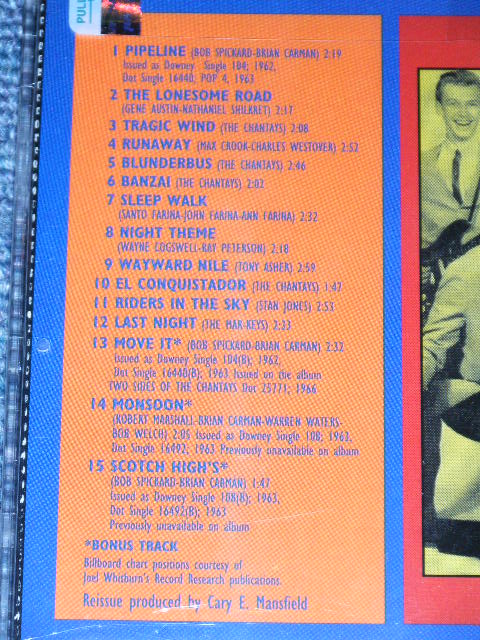 PULL
1 PIPELINE (BOB SPICKARD-BRIAN CARMAN) 2:19
Issued as Downey Single 104; 1962,
Dot Single 16440; POP 4, 1963
2 THE LONESOME ROAD
(GENE AUSTIN-NATHANIEL SHILKRET) 2:17
3 TRAGIC WIND (THE CHANTAYS) 2:08
4 RUNAWAY (MAX CROOK-CHARLES WESTOVER) 2:52
5 BLUNDERBUS (THE CHANTAYS) 2:46
6 BANZAI (THE CHANTAYS) 2:02
7 SLEEP WALK
(SANTO FARINA-JOHN FARINA-ANN FARINA) 2:32
8 NIGHT THEME
(WAYNE COGSWELL-RAY PETERSON) 2:18
9 WAYWARD NILE (TONY ASHER) 2:59
10 EL CONQUISTADOR (THE CHANTAYS) 1:47
11 RIDERS IN THE SKY (STAN JONES) 2:53
12 LAST NIGHT (THE MAR-KEYS) 2:33
13 MOVE IT* (BOB SPICKARD-BRIAN CARMAN) 2:32
Issued as Downey Single 104(B); 1962,
Dot Single 16440(B); 1963 Issued on the album
TWO SIDES OF THE CHANTAYS Dot 25771; 1966
14 MONSOON*
(ROBERT MARSHALL-BRIAN CARMAN-WARREN WATERS-
BOB WELCH) 2:05 Issued as Downey Single 108; 1963,
Dot Single 16492; 1963 Previously unavailable on album
15 SCOTCH HIGH'S*
(BOB SPICKARD-BRIAN CARMAN) 1:47
Issued as Downey Single 108(B); 1963,
Dot Single 16492(B); 1963
Previously unavailable on album
*BONUS TRACK
Billboard chart positions courtesy of
Joel Whitburn's Record Research publications.
Reissue produced by Cary E. Mansfield